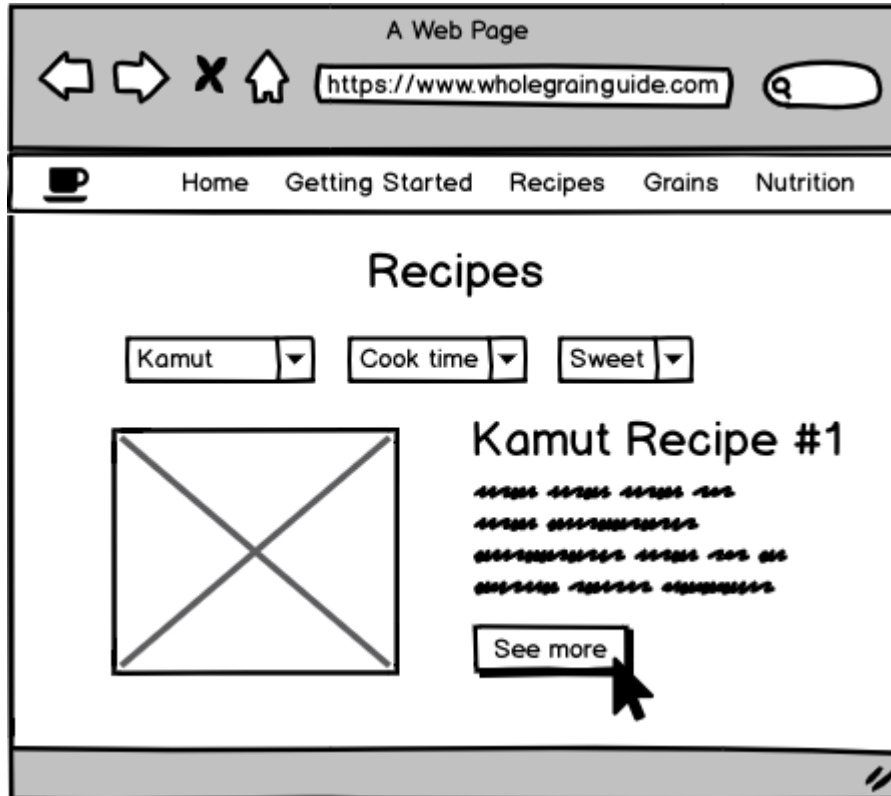 A Web Page
https://www.wholegrainguide.com
Home Getting Started Recipes Grains Nutrition
Recipes
Kamut Cook time Sweet
Kamut Recipe #1
See more